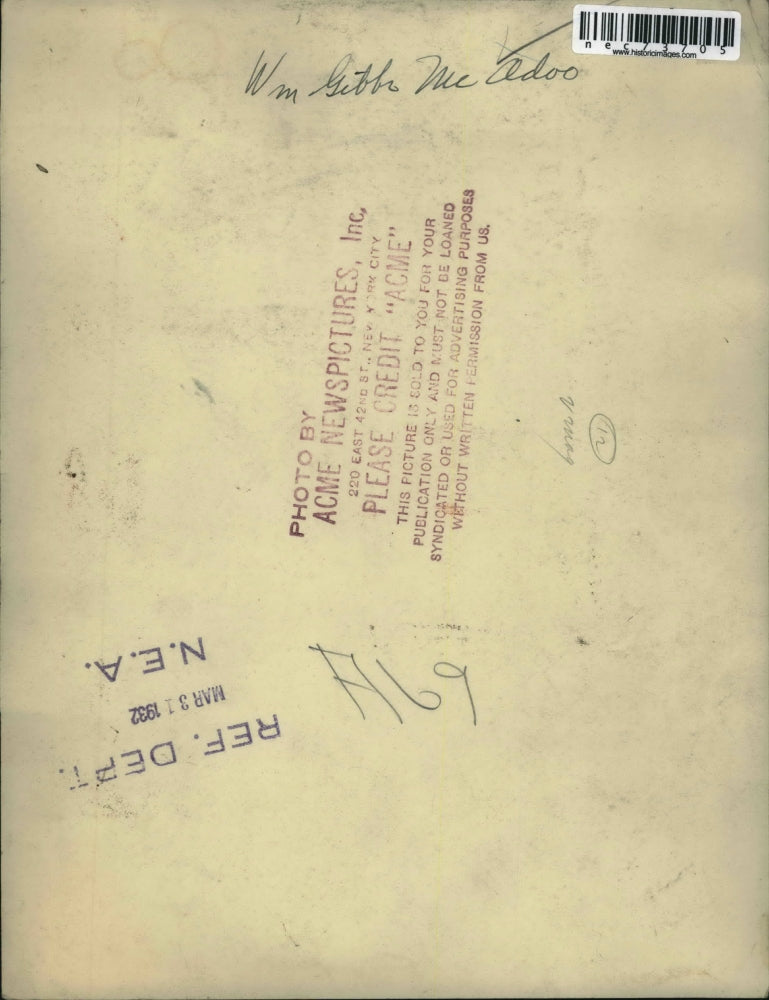 nec73705
www.historicimages.com
Wm Gibbs McAdoo
PHOTO BY
ACME NEWSPICTURES, Inc,
220 EAST 42ND ST., NEW YORK CITY
PLEASE CREDIT "ACME"
THIS PICTURE IS SOLD TO YOU FOR YOUR
PUBLICATION ONLY AND MUST NOT BE LOANED
SYNDICATED OR USED FOR ADVERTISING PURPOSES
WITHOUT WRITTEN PERMISSION FROM US.
REF. DEPT.
MAR 31 1932
N.E.A.